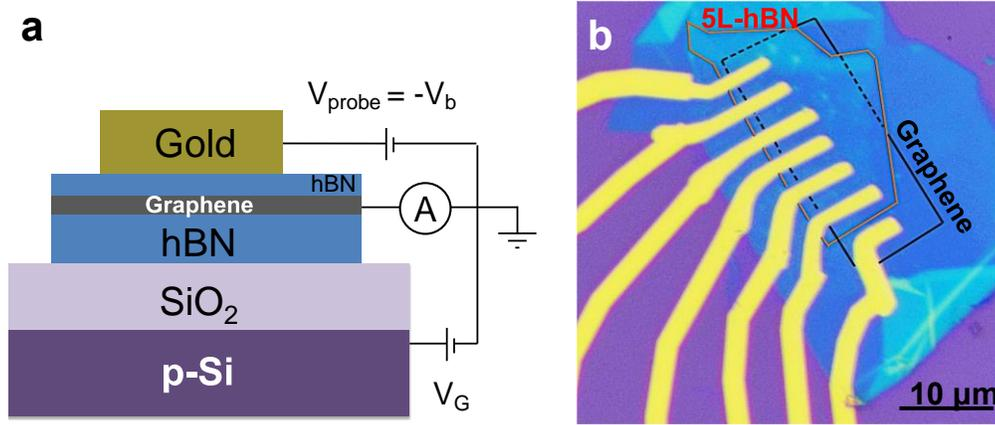 a
V_probe = -V_b
Gold
hBN
Graphene
A
hBN
SiO₂
p-Si
V_G
b
5L-hBN
Graphene
10 µm